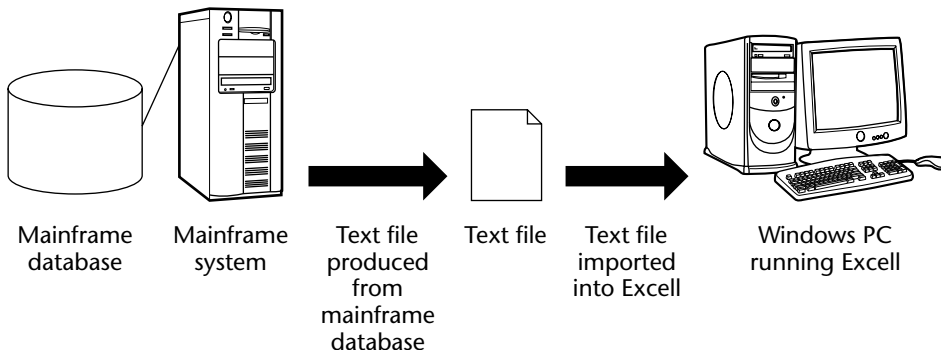 Mainframe
database
Mainframe
system
Text file
produced
from
mainframe
database
Text file
Text file
imported
into Excell
Windows PC
running Excell